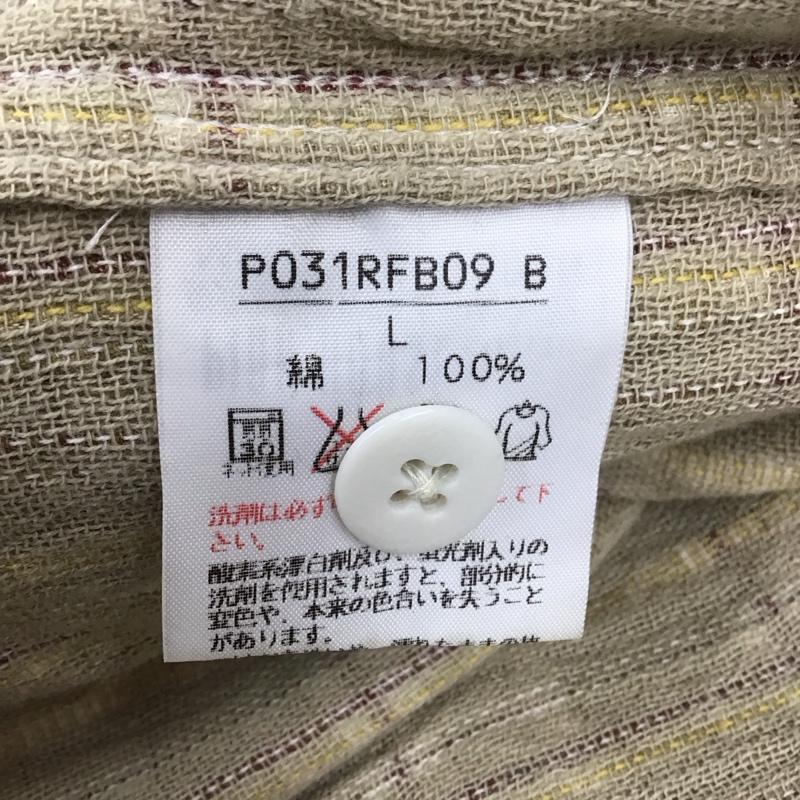 P031RFB09 B
L
綿 100%
30
ネット使用
洗剤は必ず して下
さい。
酸素系漂白剤及び、蛍光剤入りの
洗剤を使用されますと、部分的に
変色や、本来の色合いを失うこと
があります。